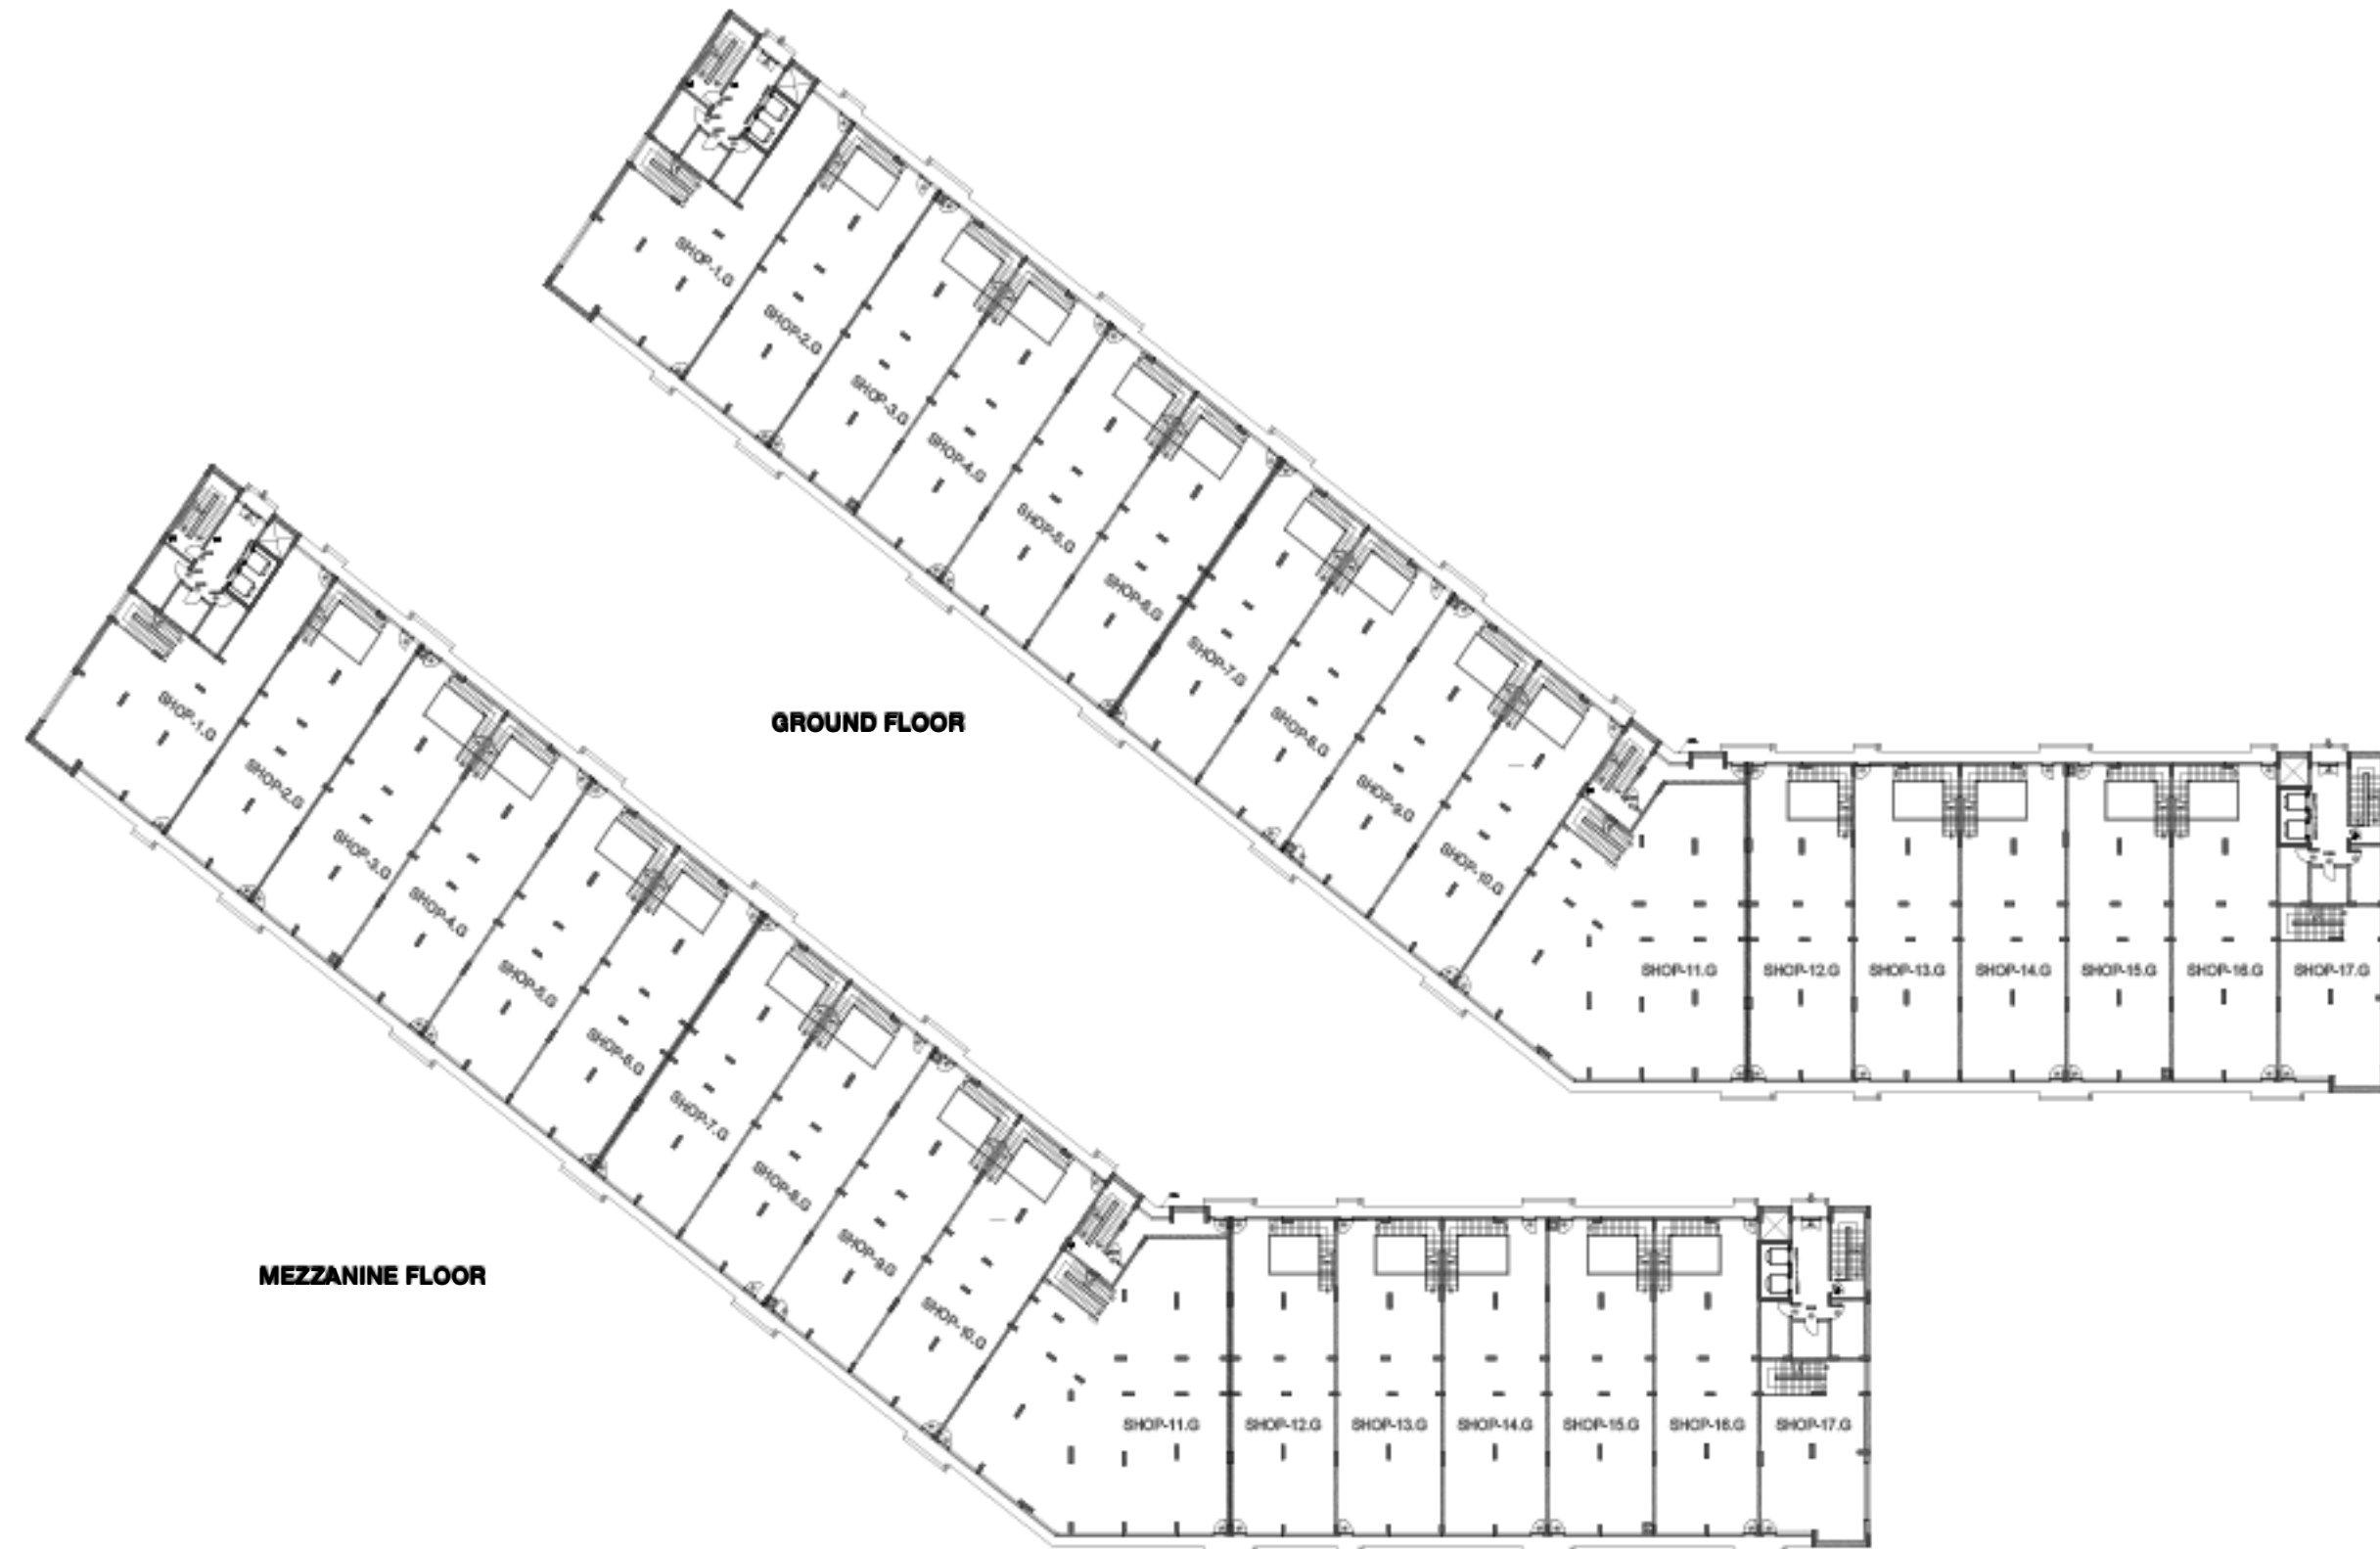 SHOP-1.G
SHOP-2.G
SHOP-3.G
SHOP-4.G
SHOP-5.G
SHOP-6.G
SHOP-7.G
SHOP-8.G
SHOP-9.G
SHOP-10.G
SHOP-11.G
SHOP-12.G
SHOP-13.G
SHOP-14.G
SHOP-15.G
SHOP-16.G
SHOP-17.G
GROUND FLOOR
SHOP-1.G
SHOP-2.G
SHOP-3.G
SHOP-4.G
SHOP-5.G
SHOP-6.G
SHOP-7.G
SHOP-8.G
SHOP-9.G
SHOP-10.G
SHOP-11.G
SHOP-12.G
SHOP-13.G
SHOP-14.G
SHOP-15.G
SHOP-16.G
SHOP-17.G
MEZZANINE FLOOR